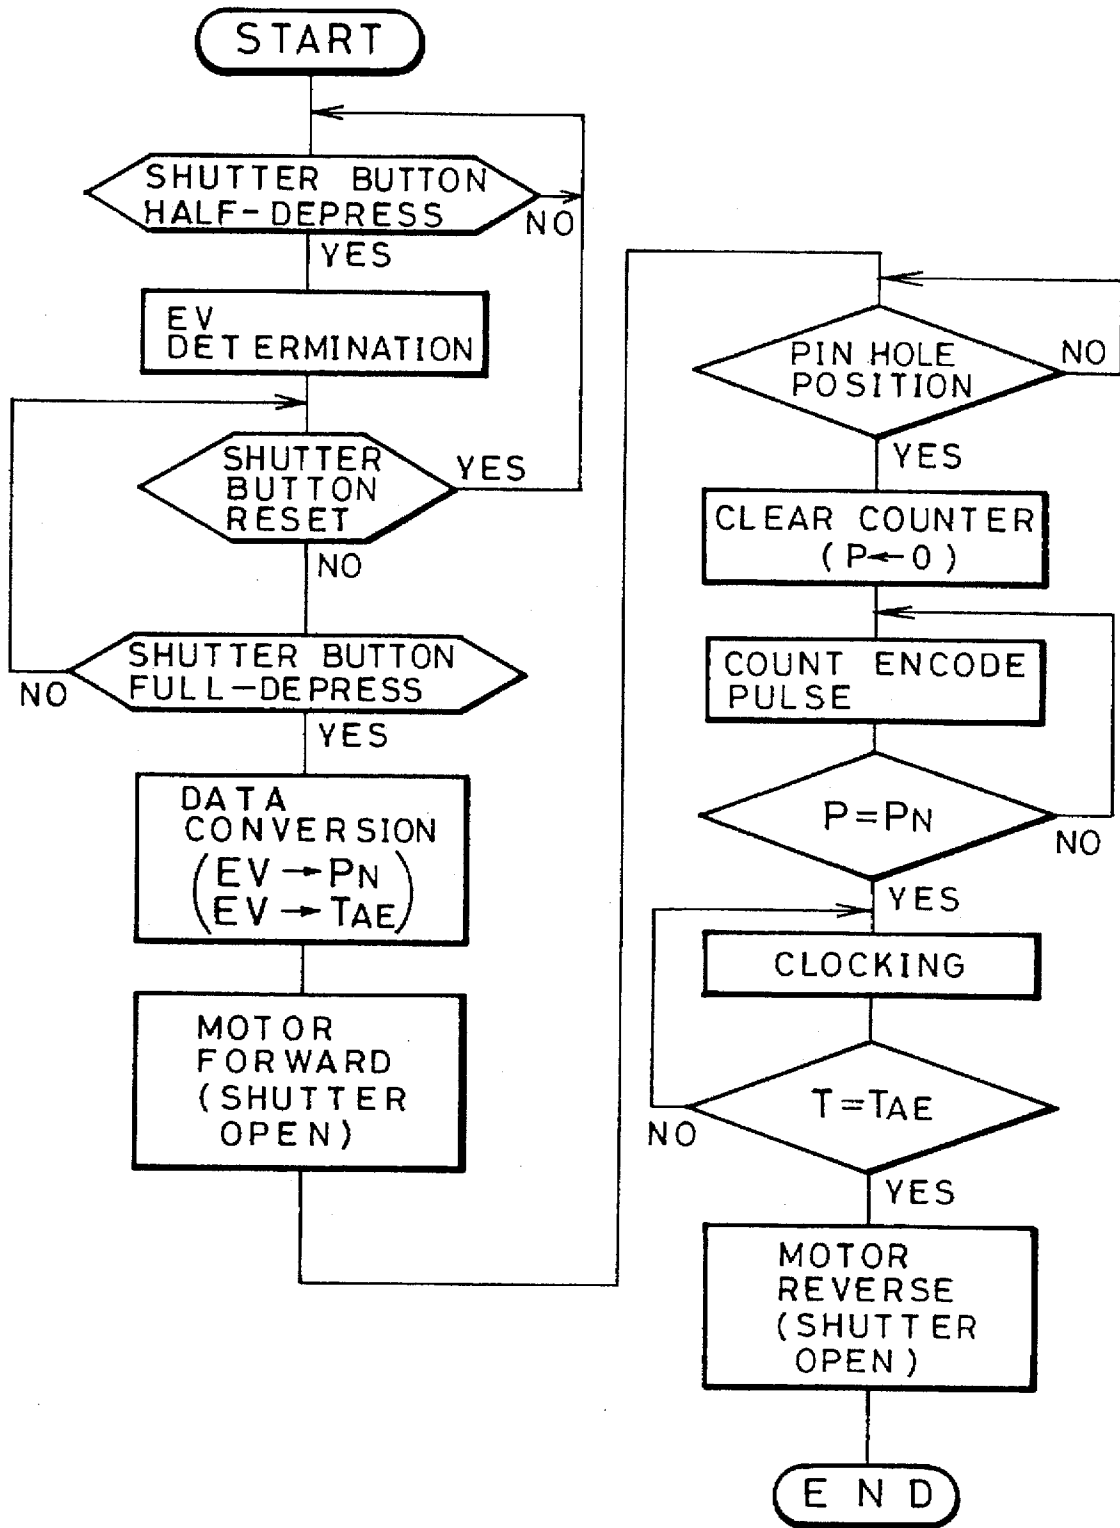 START
SHUTTER BUTTON
HALF-DEPRESS
NO
YES
EV
DETERMINATION
SHUTTER
BUTTON
RESET
YES
NO
SHUTTER BUTTON
FULL-DEPRESS
NO
YES
DATA
CONVERSION
(EV→PN
EV→TAE)
MOTOR
FORWARD
(SHUTTER
OPEN)
PIN HOLE
POSITION
NO
YES
CLEAR COUNTER
(P←0)
COUNT ENCODE
PULSE
P=PN
NO
YES
CLOCKING
T=TAE
NO
YES
MOTOR
REVERSE
(SHUTTER
OPEN)
END